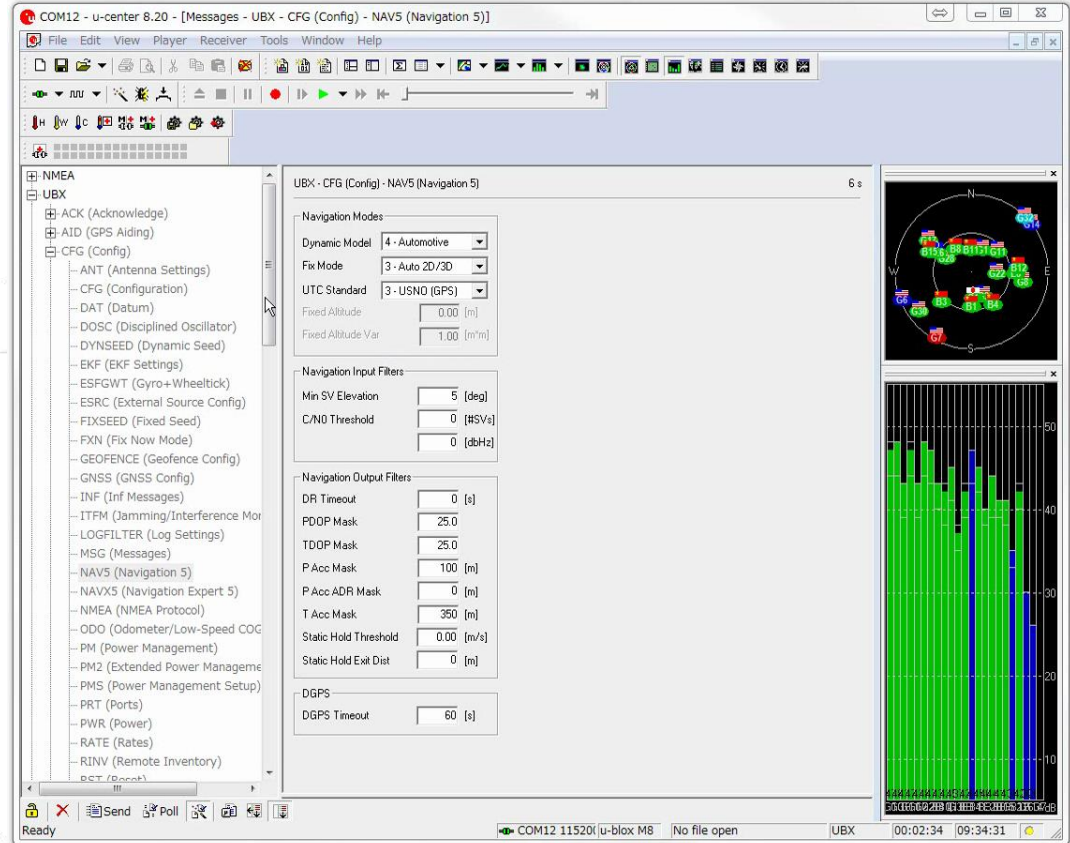 COM12 - u-center 8.20 - [Messages - UBX - CFG (Config) - NAV5 (Navigation 5)]
File Edit View Player Receiver Tools Window Help
NMEA
UBX
ACK (Acknowledge)
AID (GPS Aiding)
CFG (Config)
ANT (Antenna Settings)
CFG (Configuration)
DAT (Datum)
DOSC (Disciplined Oscillator)
DYNSEED (Dynamic Seed)
EKF (EKF Settings)
ESFGWT (Gyro+Wheeltick)
ESRC (External Source Config)
FIXSEED (Fixed Seed)
FXN (Fix Now Mode)
GEOFENCE (Geofence Config)
GNSS (GNSS Config)
INF (Inf Messages)
ITFM (Jamming/Interference Mor
LOGFILTER (Log Settings)
MSG (Messages)
NAV5 (Navigation 5)
NAVX5 (Navigation Expert 5)
NMEA (NMEA Protocol)
ODO (Odometer/Low-Speed COG
PM (Power Management)
PM2 (Extended Power Manageme
PMS (Power Management Setup)
PRT (Ports)
PWR (Power)
RATE (Rates)
RINV (Remote Inventory)
RST (Reset)
UBX - CFG (Config) - NAV5 (Navigation 5) 6 s
Navigation Modes
Dynamic Model 4 - Automotive
Fix Mode 3 - Auto 2D/3D
UTC Standard 3 - USNO (GPS)
Fixed Altitude 0.00 [m]
Fixed Altitude Var 1.00 [m*m]
Navigation Input Filters
Min SV Elevation 5 [deg]
C/N0 Threshold 0 [#SVs]
0 [dbHz]
Navigation Output Filters
DR Timeout 0 [s]
PDOP Mask 25.0
TDOP Mask 25.0
P Acc Mask 100 [m]
P Acc ADR Mask 0 [m]
T Acc Mask 350 [m]
Static Hold Threshold 0.00 [m/s]
Static Hold Exit Dist 0 [m]
DGPS
DGPS Timeout 60 [s]
N
G32
G14
B8 B11 G11
G28
W G22 B12 E
G8
G6 G30 B3 B1 B4
G7
S
50
40
30
20
10
dB
Send Poll
Ready COM12 11520( u-blox M8 No file open UBX 00:02:34 09:34:31